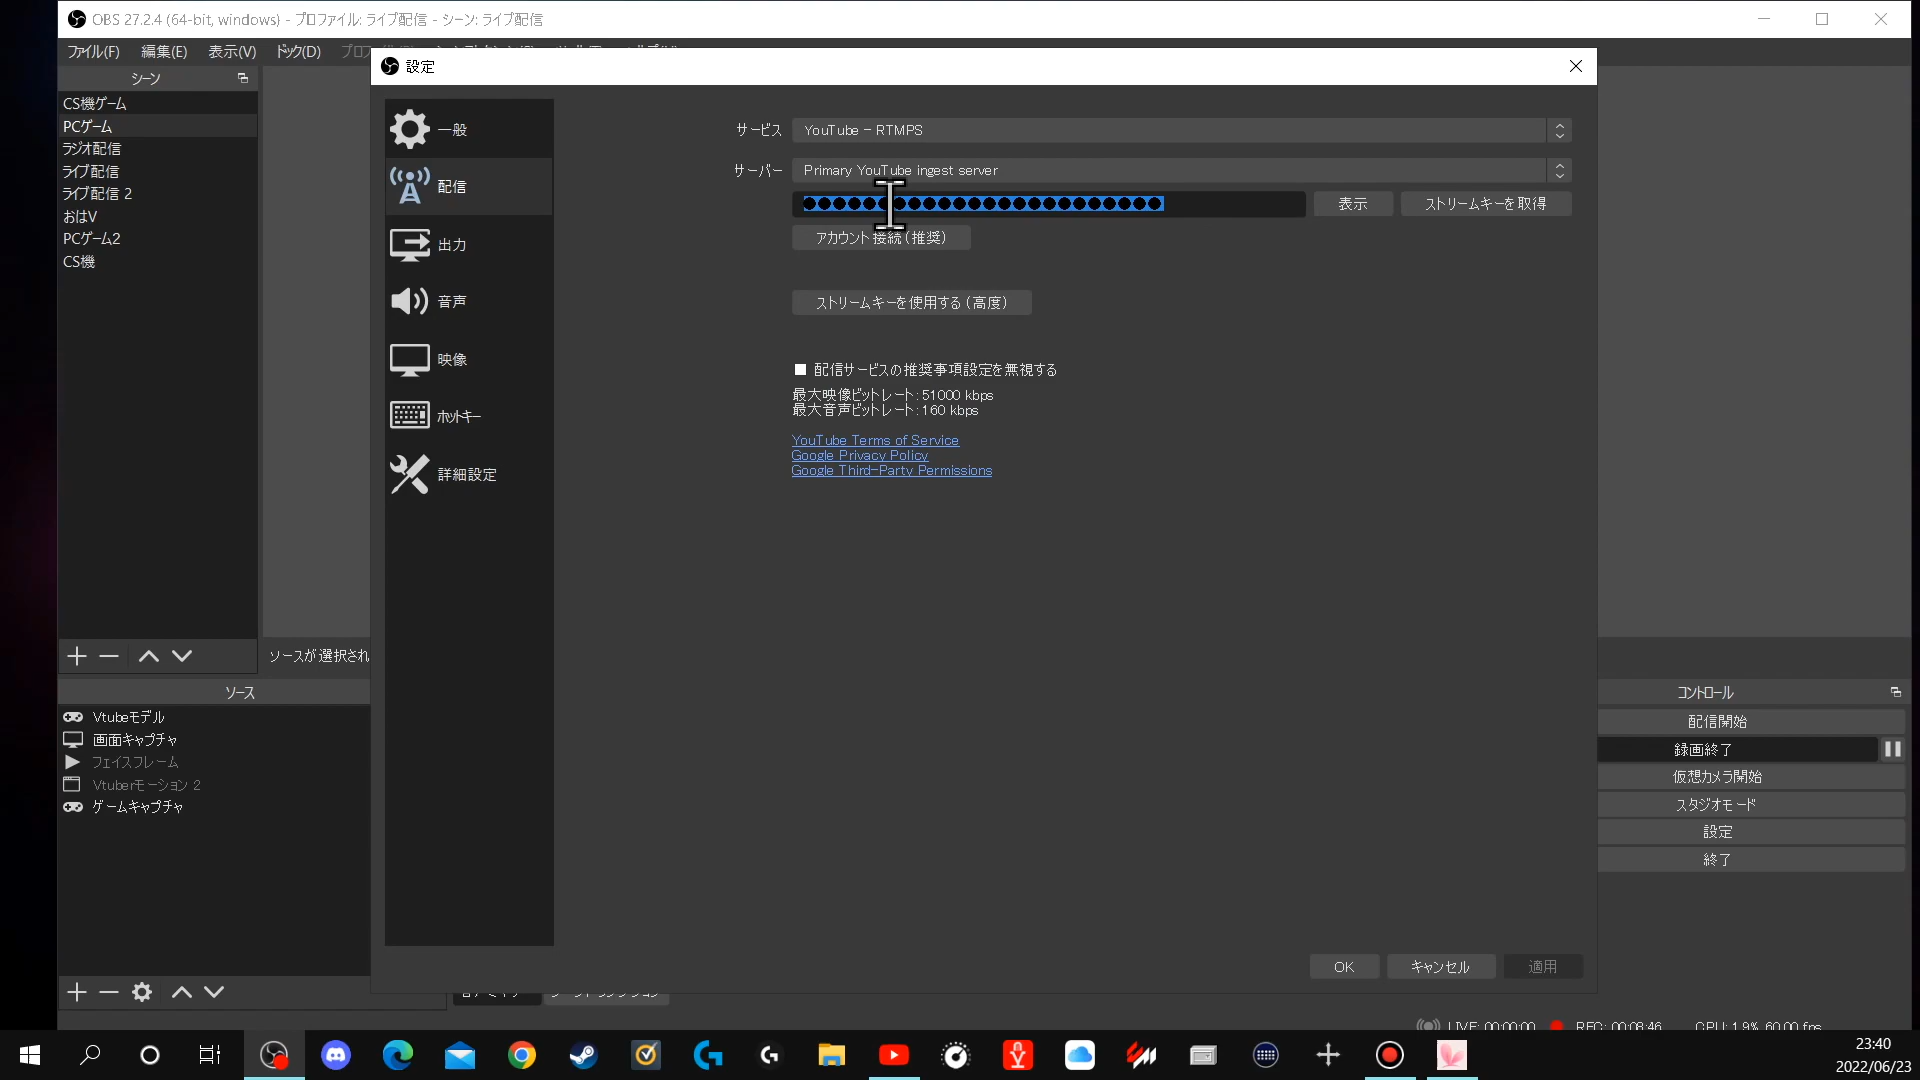 OBS 27.2.4 (64-bit, windows) - プロファイル: ライブ配信 - シーン: ライブ配信
ファイル(F)
編集(E)
表示(V)
ドック(D)
設定
シーン
CS機ゲーム
PCゲーム
ラジオ配信
ライブ配信
ライブ配信 2
おはV
PCゲーム2
CS機
一般
配信
出力
音声
映像
ホットキー
詳細設定
サービス
YouTube - RTMPS
サーバー
Primary YouTube ingest server
表示
ストリームキーを取得
アカウント接続(推奨)
ストリームキーを使用する(高度)
配信サービスの推奨事項設定を無視する
最大映像ビットレート: 51000 kbps
最大音声ビットレート: 160 kbps
YouTube Terms of Service
Google Privacy Policy
Google Third-Party Permissions
OK
キャンセル
適用
ソースが選択され
ソース
Vtubeモデル
画面キャプチャ
フェイスフレーム
Vtuberモーション 2
ゲームキャプチャ
コントロール
配信開始
録画終了
仮想カメラ開始
スタジオモード
設定
終了
LIVE: 00:00:00
REC: 00:08:46
CPU: 1.9%, 60.00 fps
23:40
2022/06/23